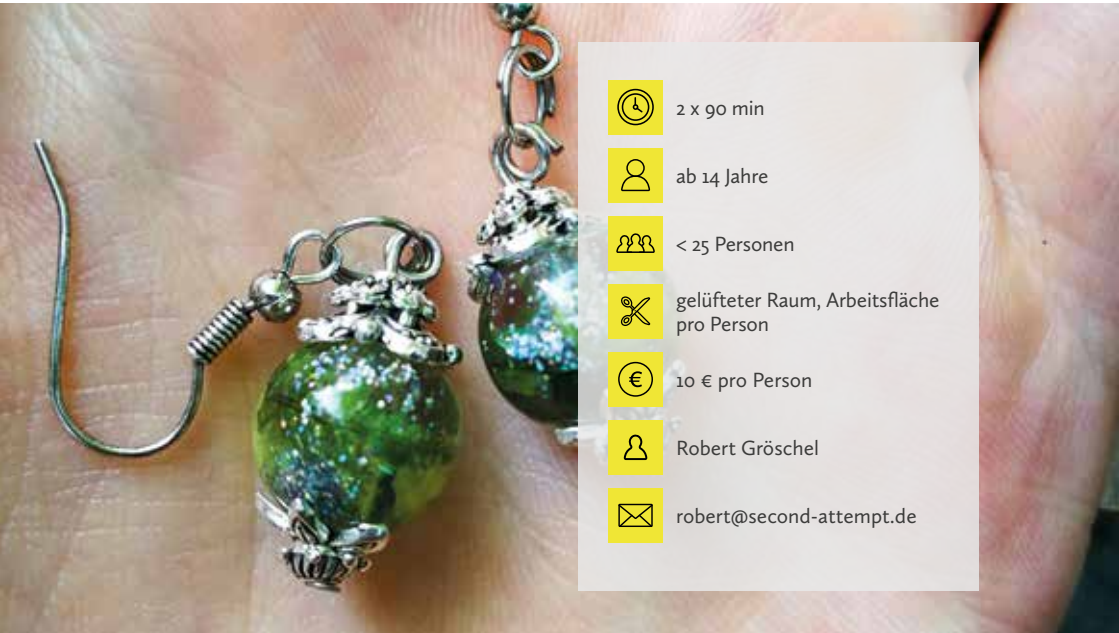 2 x 90 min
ab 14 Jahre
< 25 Personen
gelüfteter Raum, Arbeitsfläche
pro Person
10 € pro Person
Robert Gröschel
robert@second-attempt.de